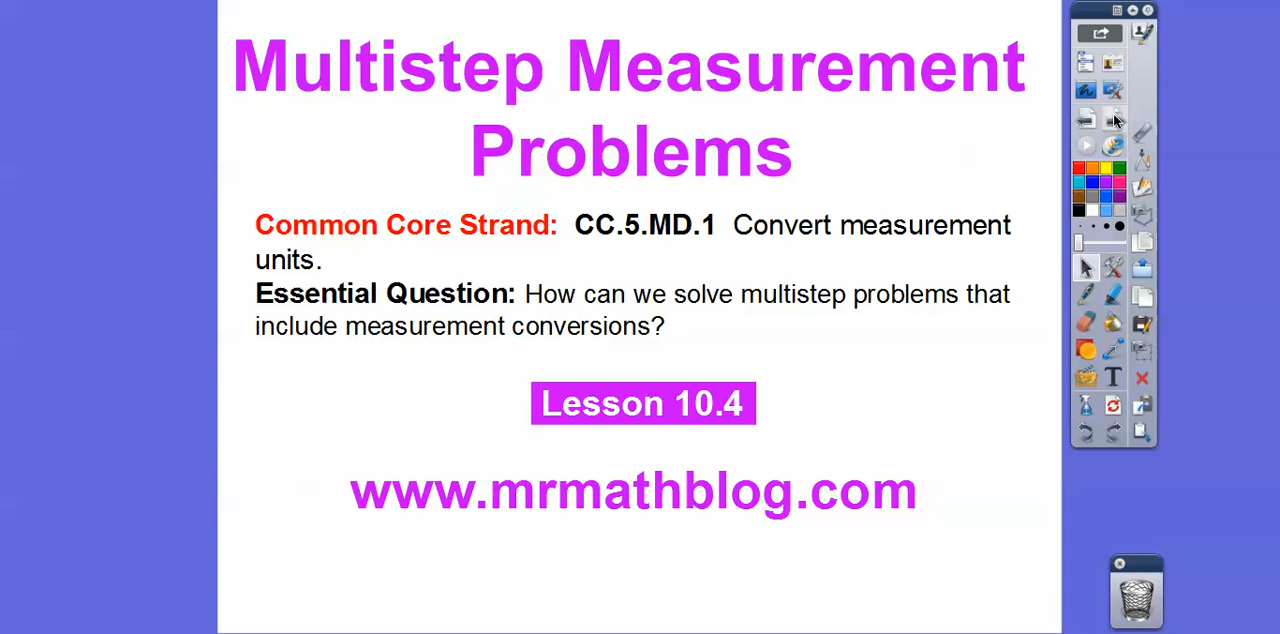 Multistep Measurement
Problems
Common Core Strand: CC.5.MD.1 Convert measurement
units.
Essential Question: How can we solve multistep problems that
include measurement conversions?
Lesson 10.4
www.mrmathblog.com
T